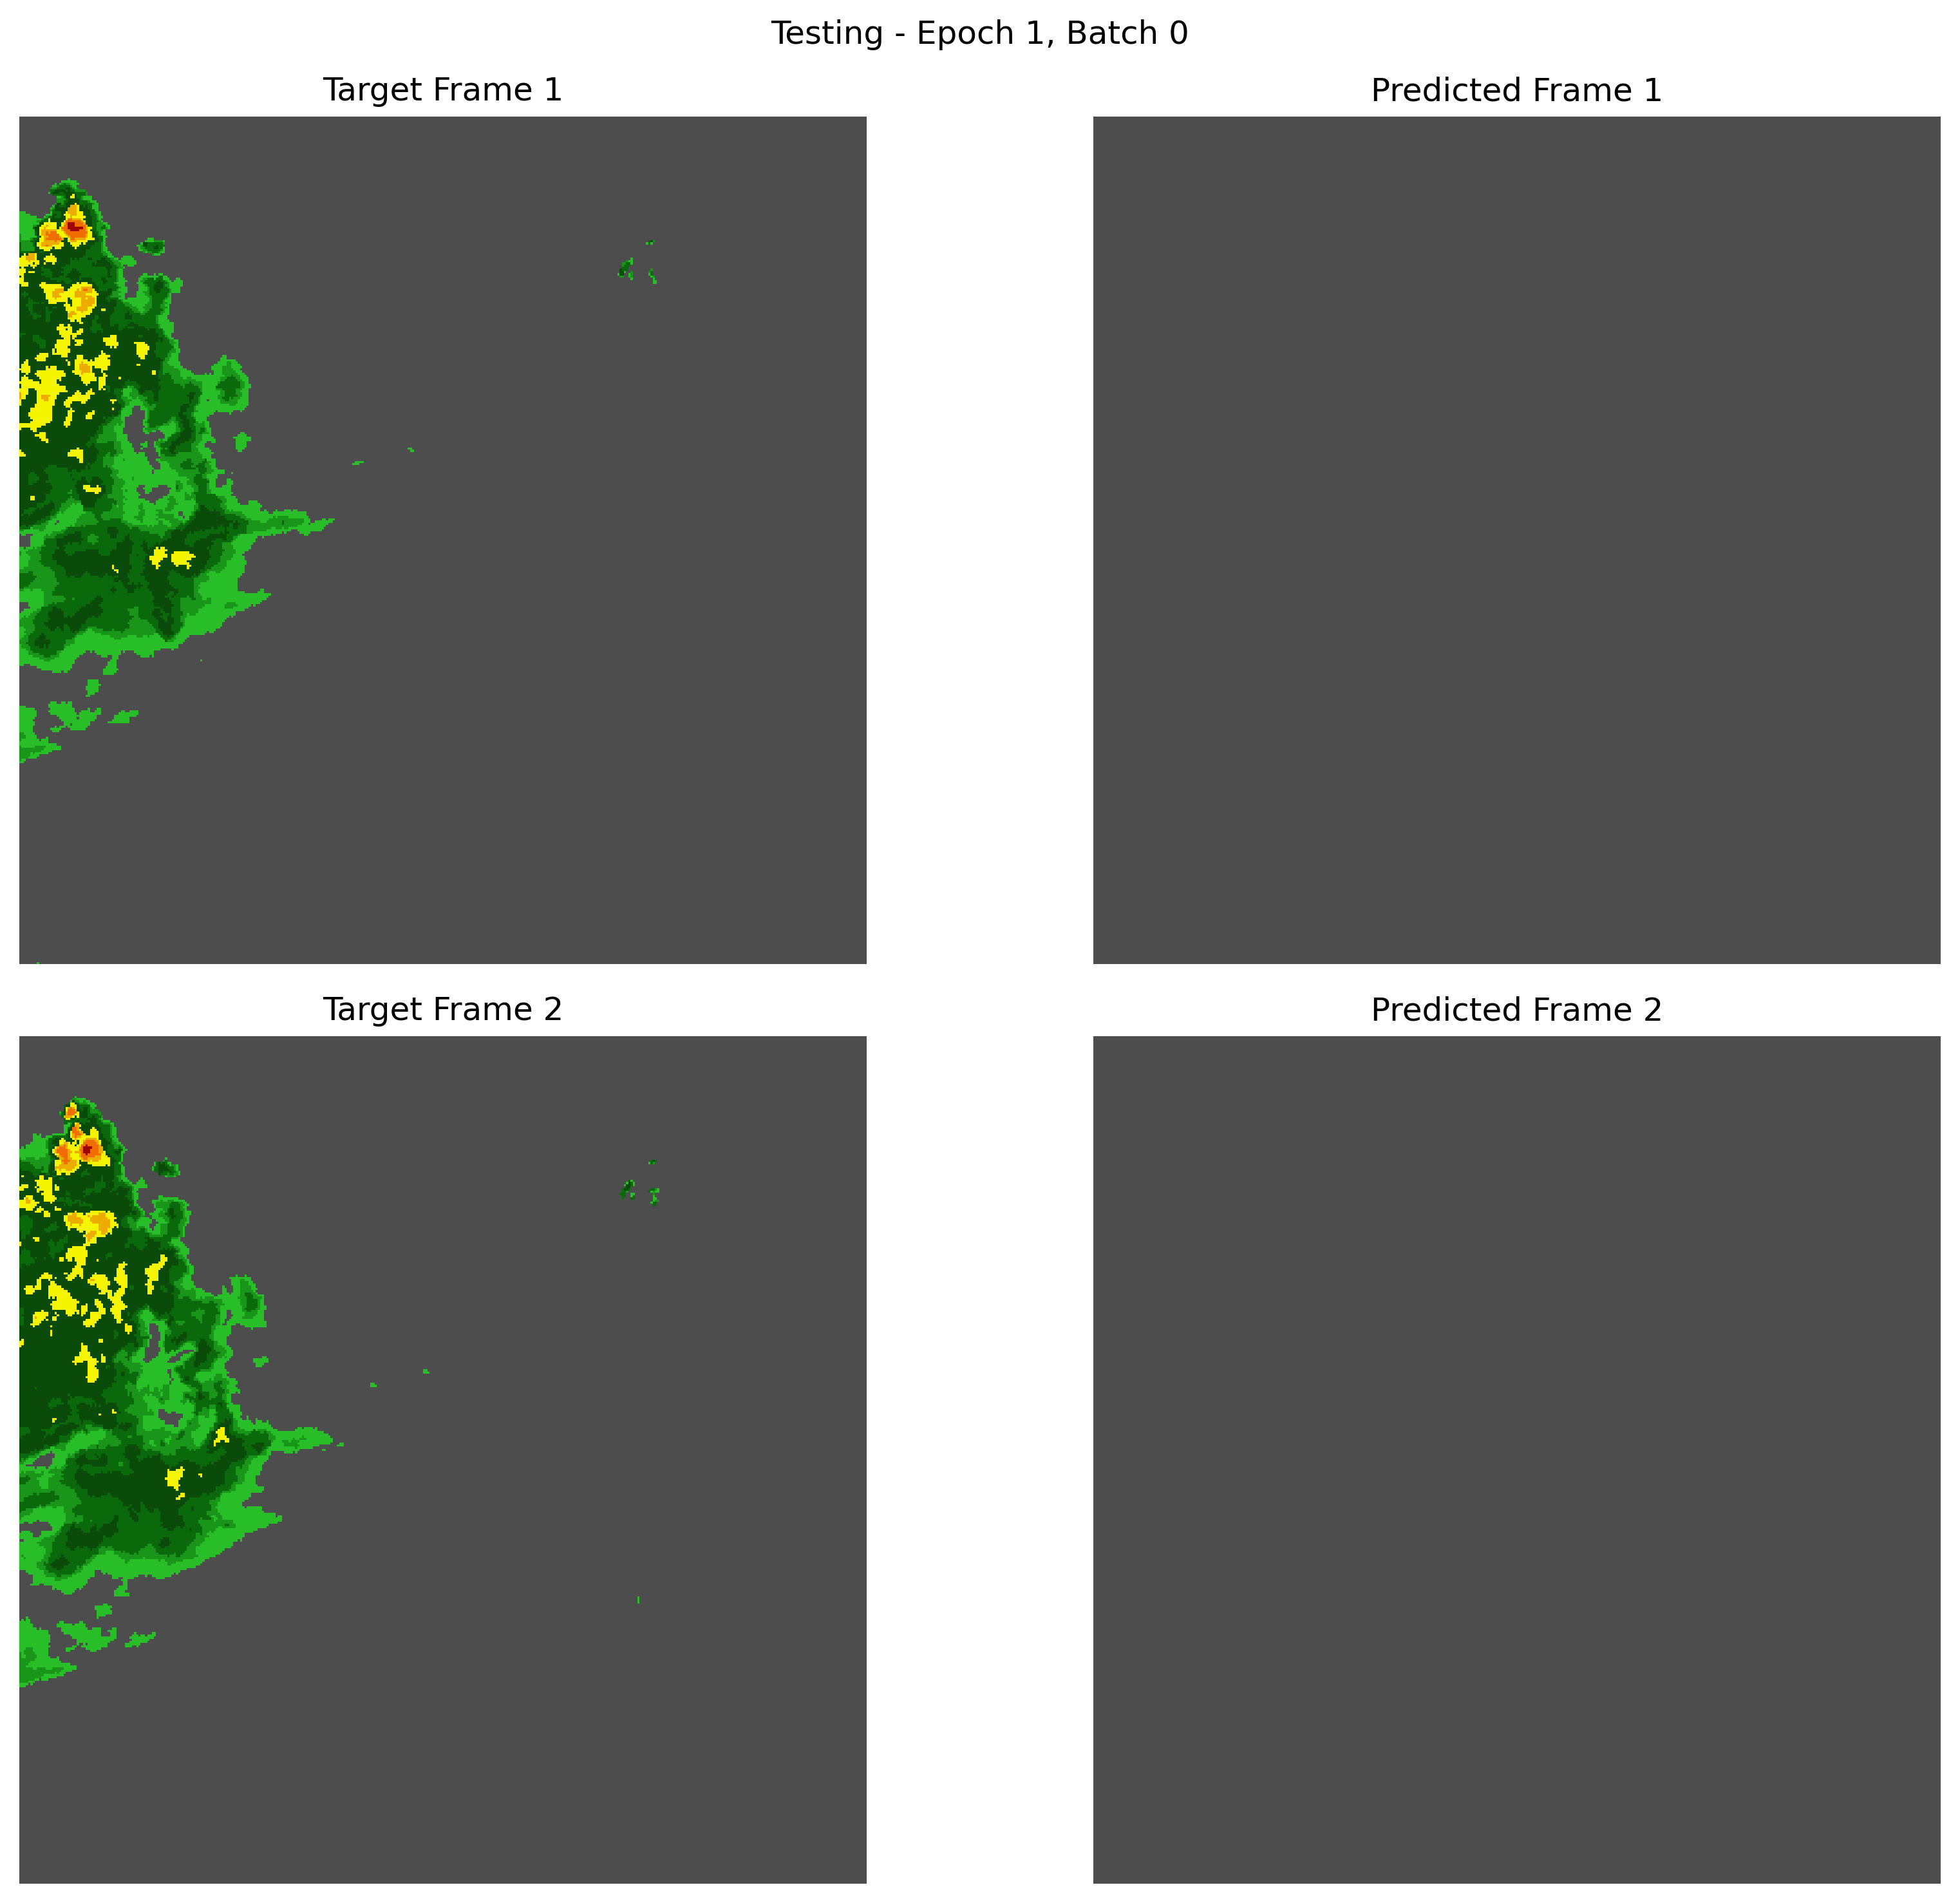 Testing - Epoch 1, Batch 0
Target Frame 1
Predicted Frame 1
Target Frame 2
Predicted Frame 2